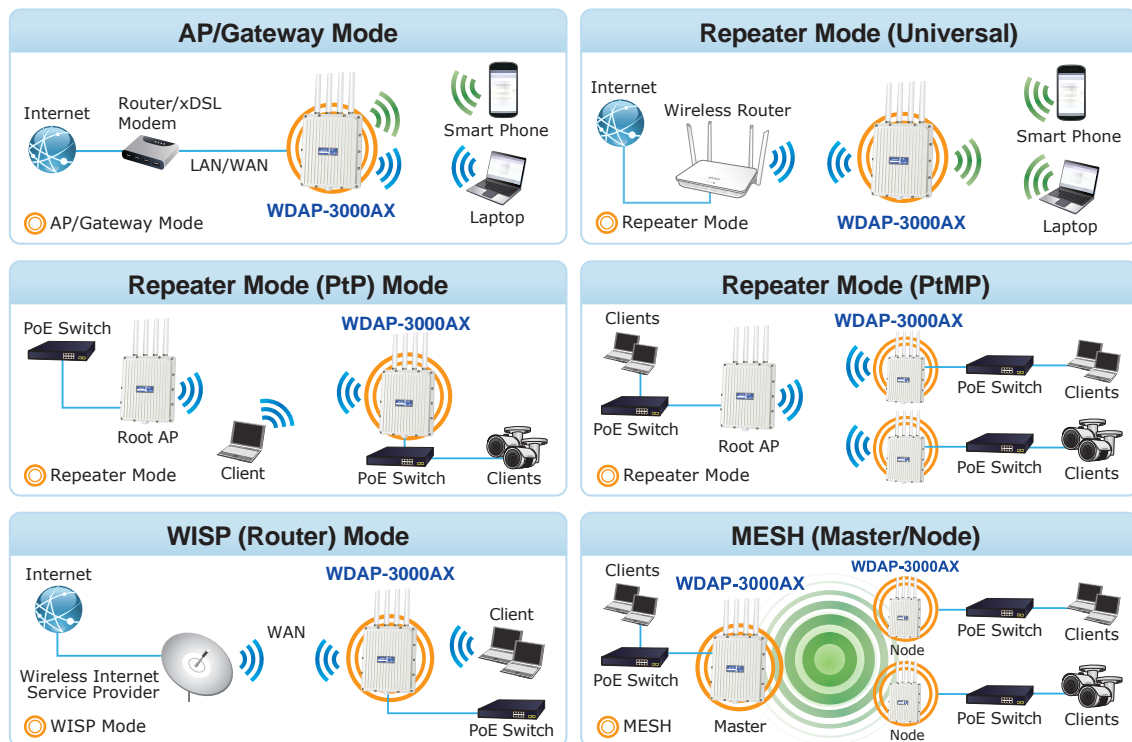 AP/Gateway Mode
Internet
Router/xDSL
Modem
LAN/WAN
WDAP-3000AX
Smart Phone
Laptop
AP/Gateway Mode
Repeater Mode (Universal)
Internet
Wireless Router
WDAP-3000AX
Smart Phone
Laptop
Repeater Mode
Repeater Mode (PtP) Mode
PoE Switch
Root AP
Client
WDAP-3000AX
PoE Switch
Clients
Repeater Mode
Repeater Mode (PtMP)
Clients
PoE Switch
Root AP
WDAP-3000AX
PoE Switch
Clients
PoE Switch
Clients
Repeater Mode
WISP (Router) Mode
Internet
Wireless Internet
Service Provider
WAN
WDAP-3000AX
Client
PoE Switch
WISP Mode
MESH (Master/Node)
Clients
PoE Switch
WDAP-3000AX
Master
WDAP-3000AX
Node
PoE Switch
Clients
Node
PoE Switch
Clients
MESH